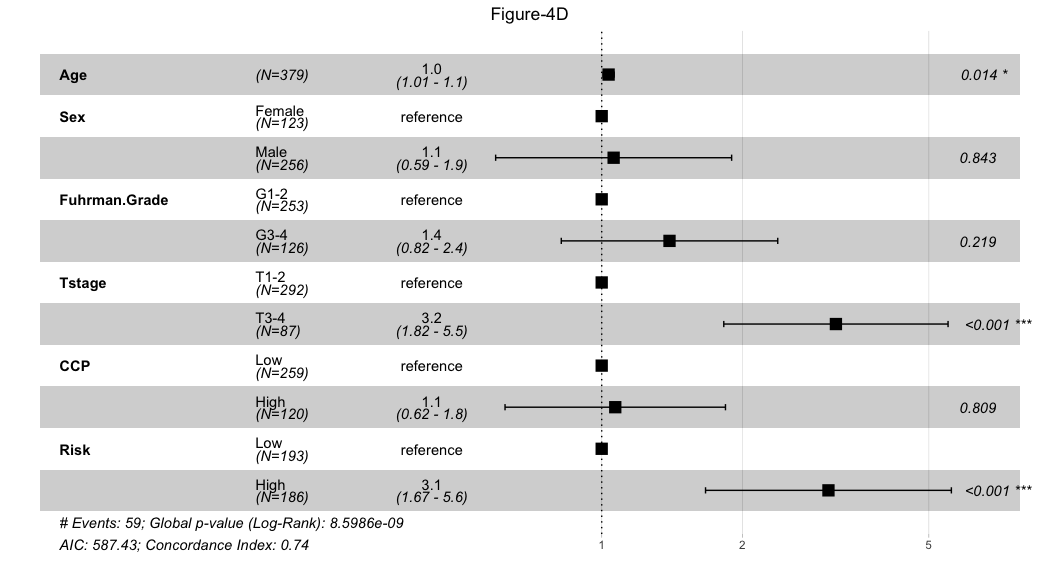 Figure-4D
Age (N=379) 1.0 0.014 *
(1.01 - 1.1)
Sex Female reference
(N=123)
Male 1.1 0.843
(N=256) (0.59 - 1.9)
Fuhrman.Grade G1-2 reference
(N=253)
G3-4 1.4 0.219
(N=126) (0.82 - 2.4)
Tstage T1-2 reference
(N=292)
T3-4 3.2 <0.001 ***
(N=87) (1.82 - 5.5)
CCP Low reference
(N=259)
High 1.1 0.809
(N=120) (0.62 - 1.8)
Risk Low reference
(N=193)
High 3.1 <0.001 ***
(N=186) (1.67 - 5.6)
# Events: 59; Global p-value (Log-Rank): 8.5986e-09
AIC: 587.43; Concordance Index: 0.74
1 2 5